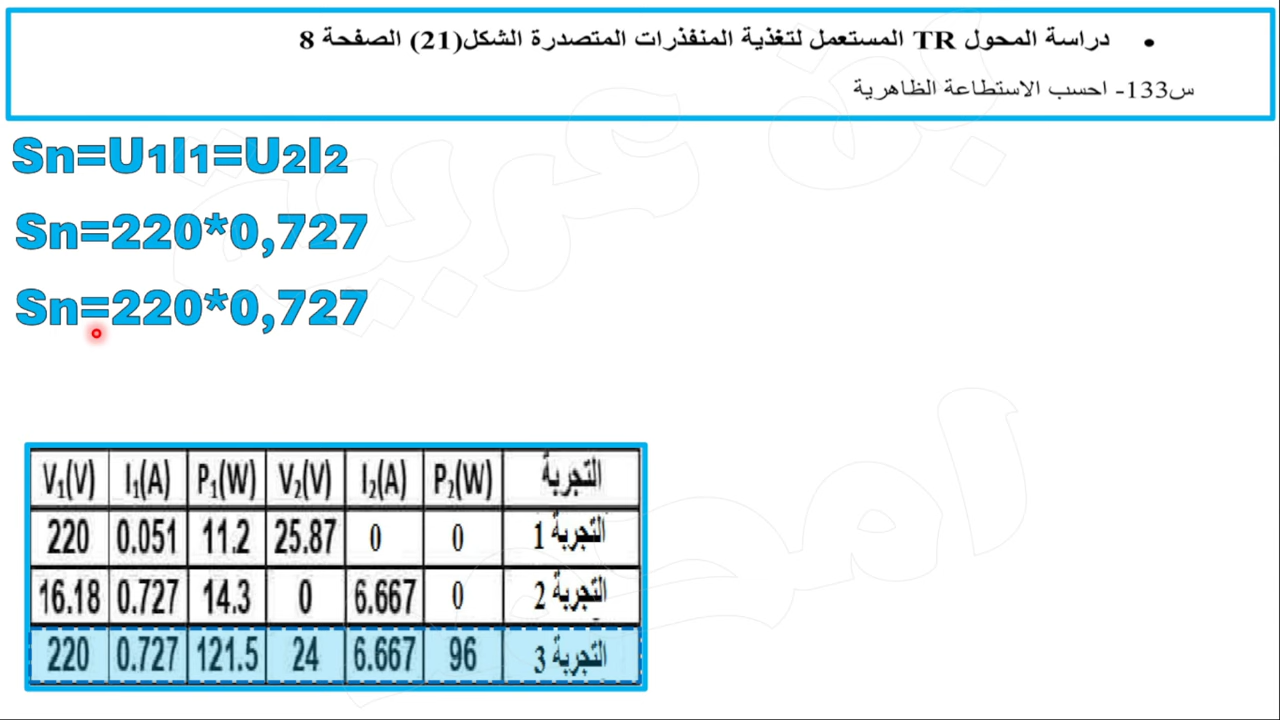 • دراسة المحول TR المستعمل لتغذية المنفذرات المتصدرة الشكل(21) الصفحة 8
س133- احسب الاستطاعة الظاهرية
Sn=U1I1=U2I2
Sn=220*0,727
Sn=220*0,727
V₁(V) I₁(A) P₁(W) V₂(V) I₂(A) P₂(W) التجربة
220 0.051 11.2 25.87 0 0 التجربة 1
16.18 0.727 14.3 0 6.667 0 التجربة 2
220 0.727 121.5 24 6.667 96 التجربة 3